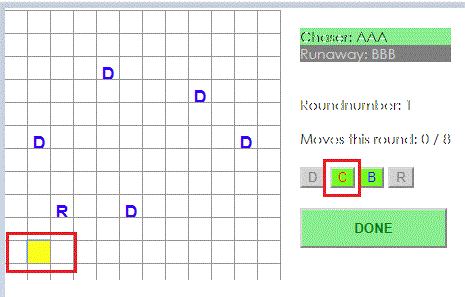 D
D
D
D
R
D
Chaser: AAA
Runaway: BBB
Roundnumber: 1
Moves this round: 0 / 8
D C B R
DONE